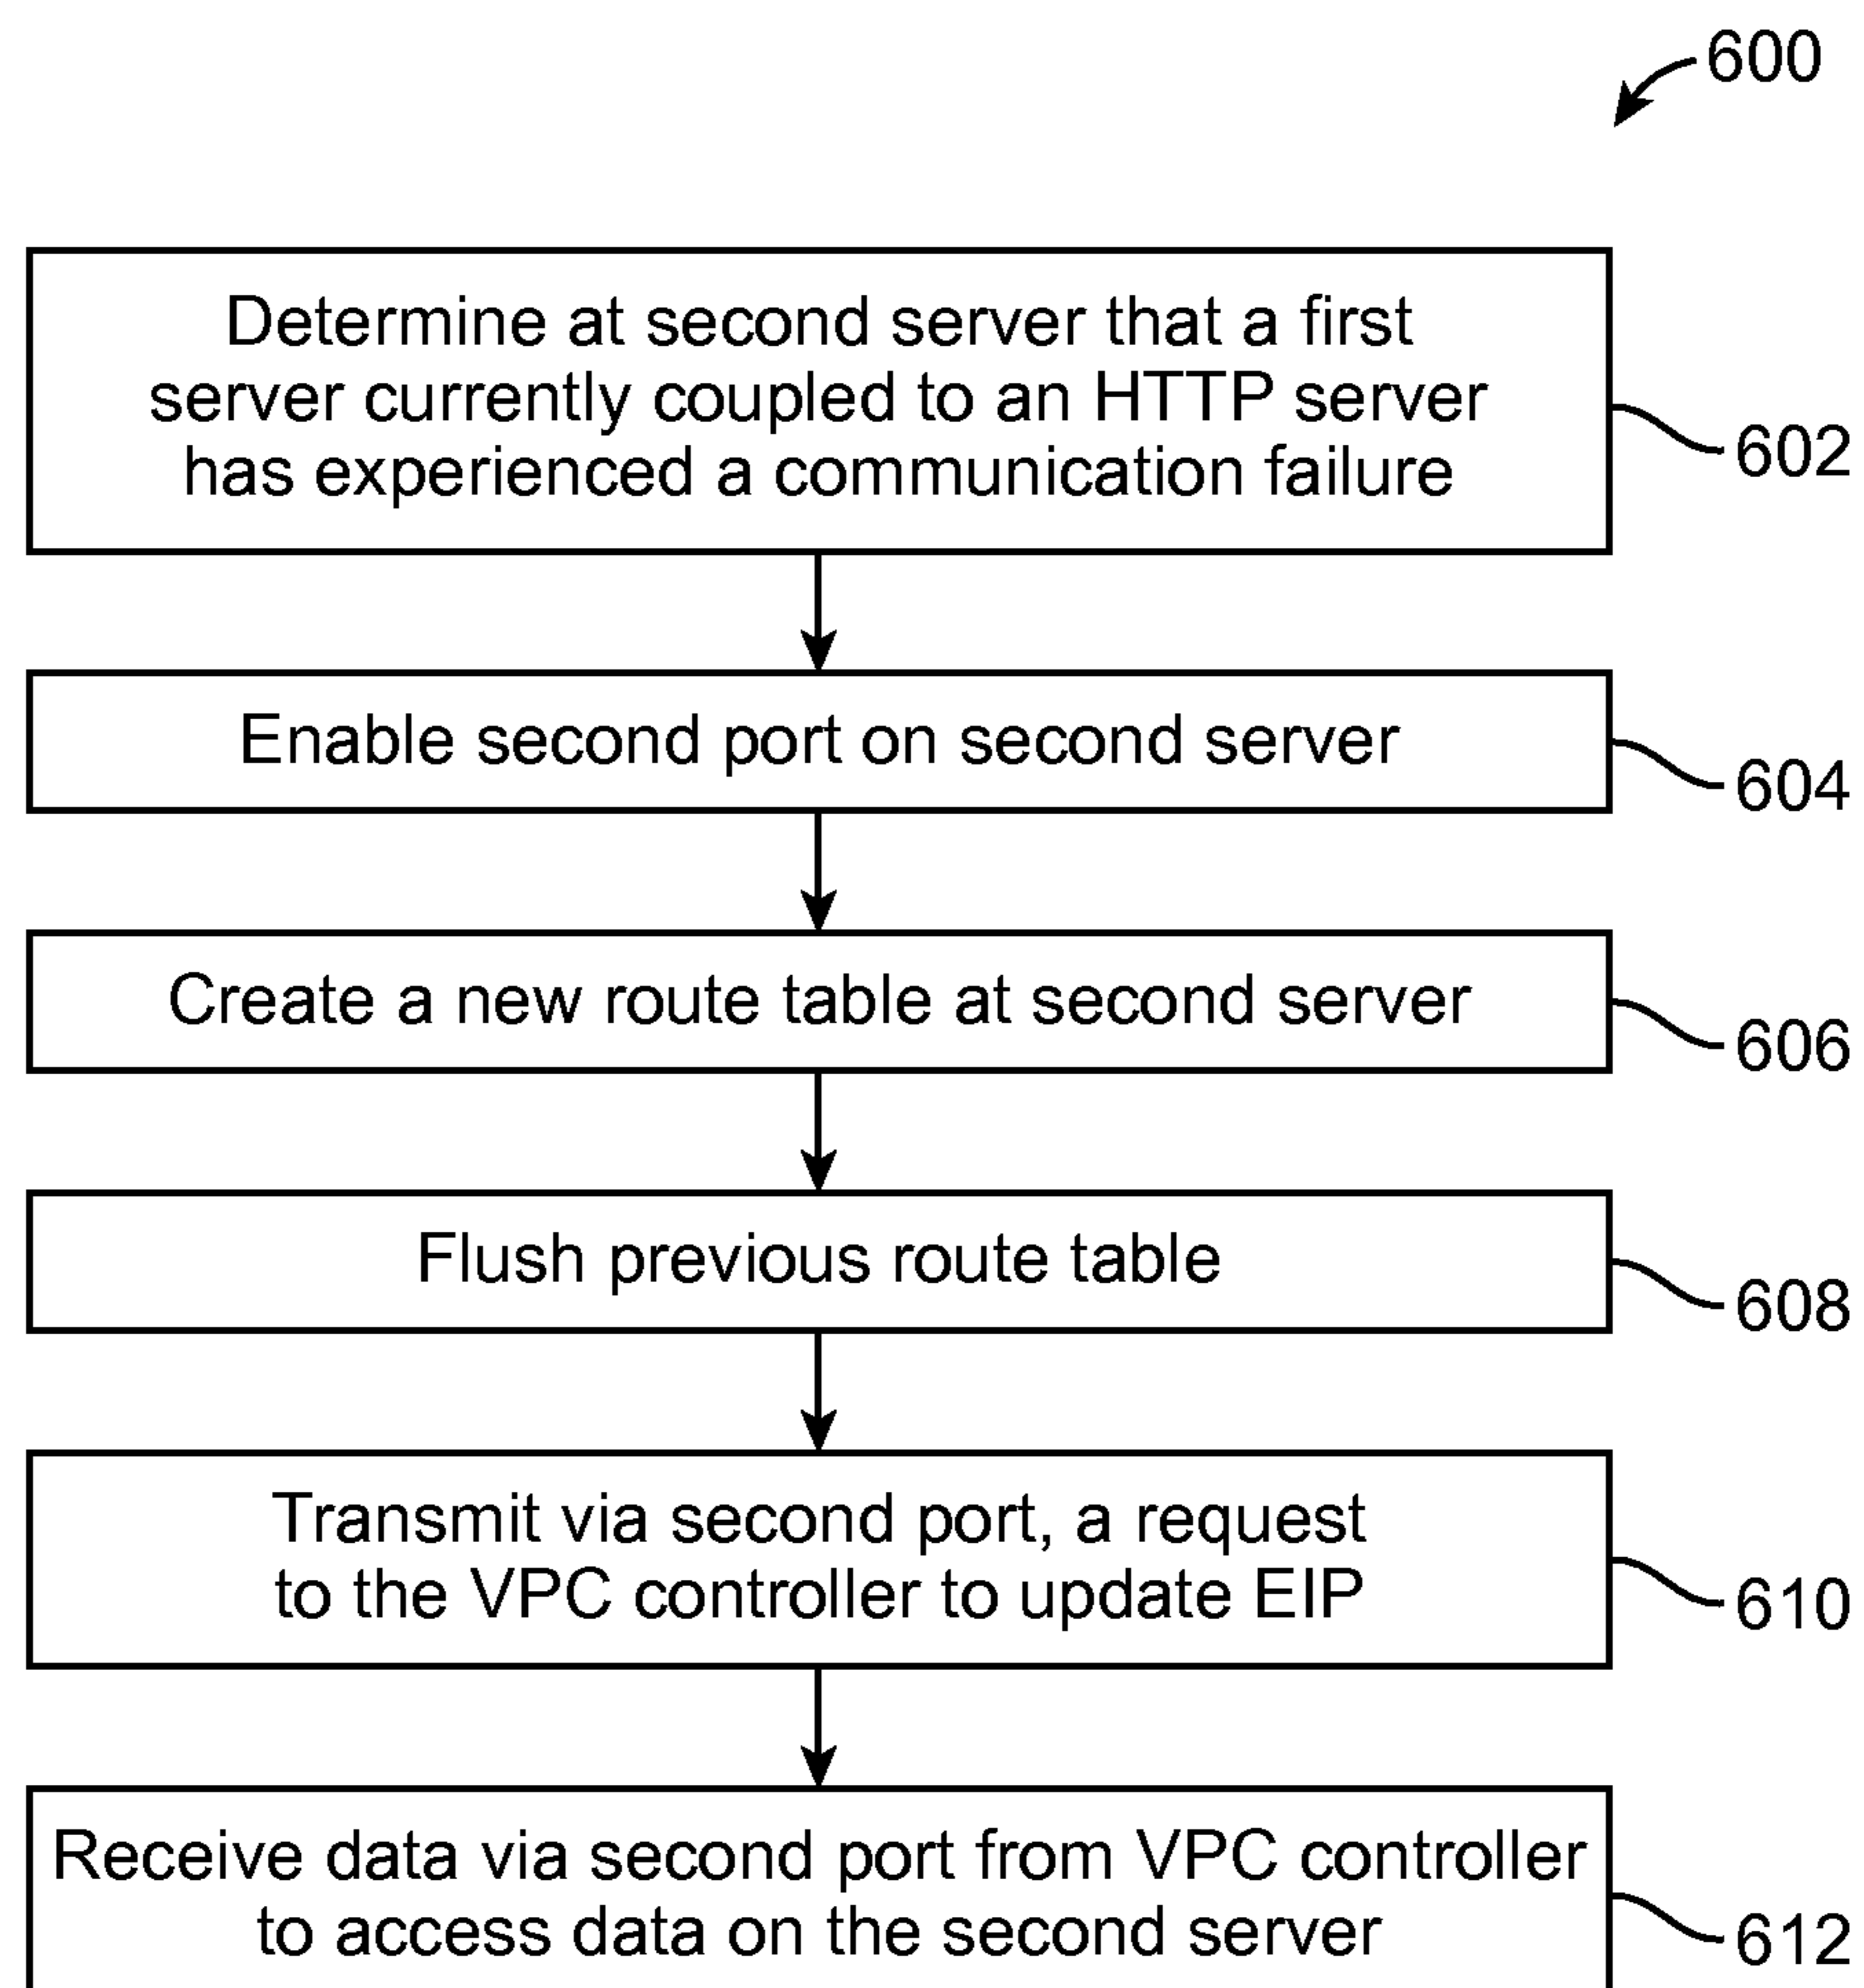 600
Determine at second server that a first
server currently coupled to an HTTP server
has experienced a communication failure
602
Enable second port on second server
604
Create a new route table at second server
606
Flush previous route table
608
Transmit via second port, a request
to the VPC controller to update EIP
610
Receive data via second port from VPC controller
to access data on the second server
612